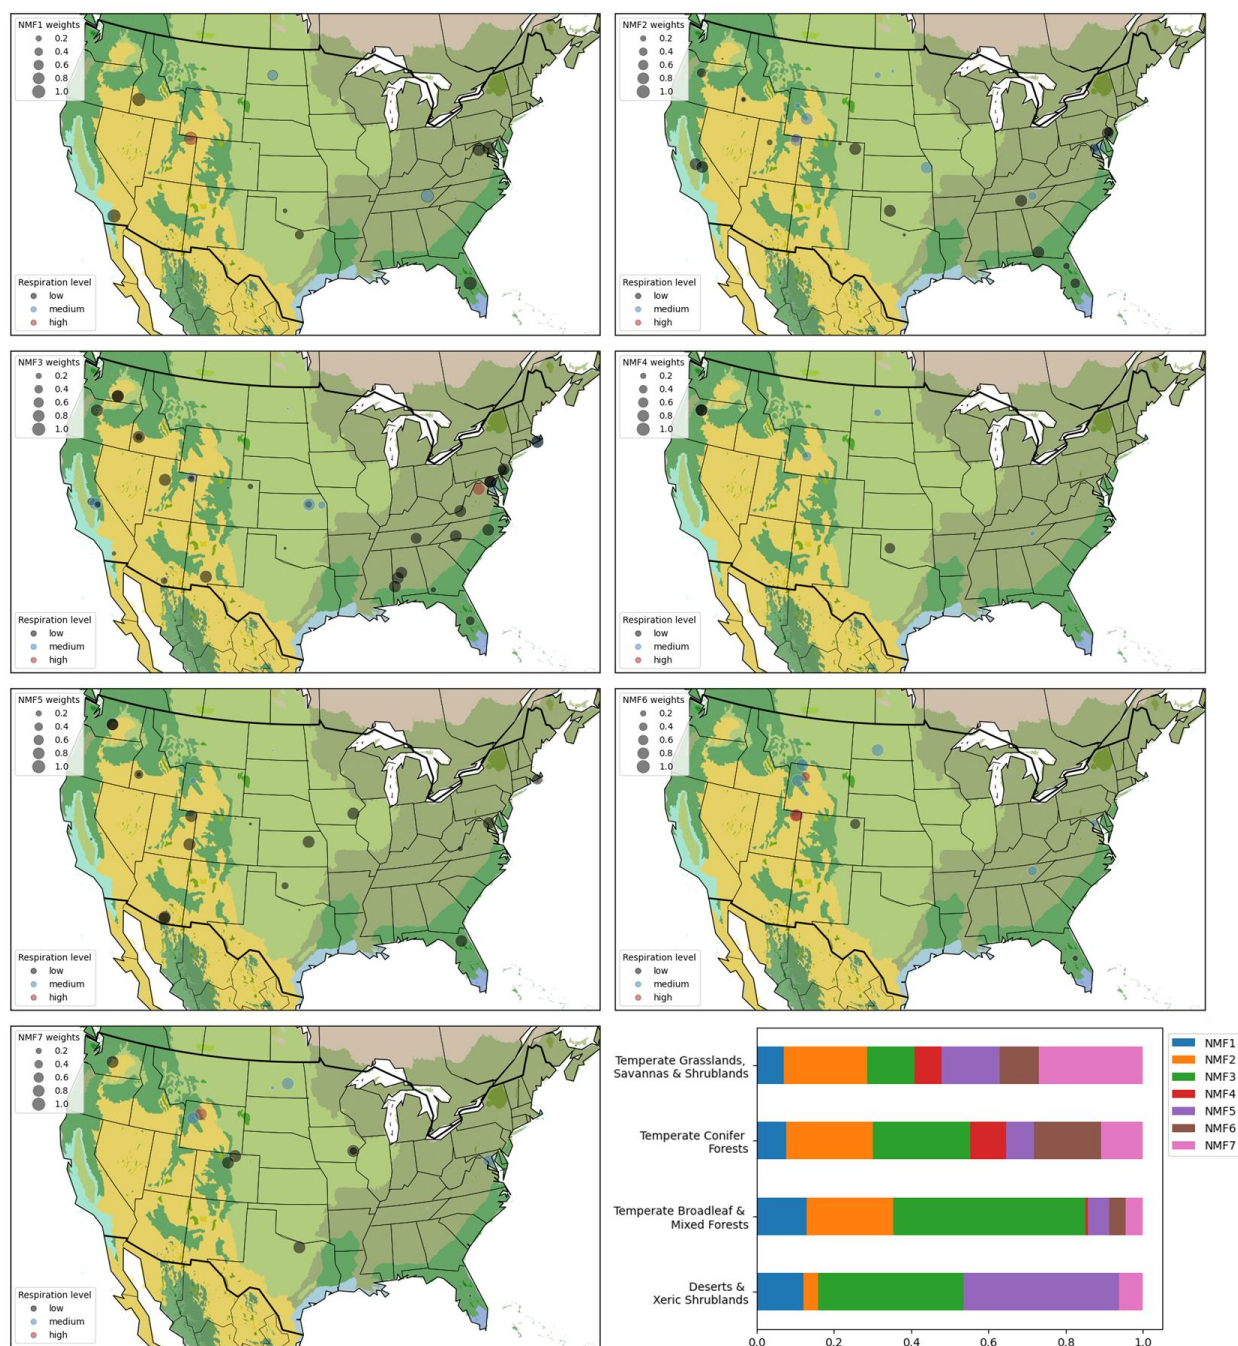 NMF1 weights
0.2
0.4
0.6
0.8
1.0
Respiration level
low
medium
high
NMF2 weights
0.2
0.4
0.6
0.8
1.0
Respiration level
low
medium
high
NMF3 weights
0.2
0.4
0.6
0.8
1.0
Respiration level
low
medium
high
NMF4 weights
0.2
0.4
0.6
0.8
1.0
Respiration level
low
medium
high
NMF5 weights
0.2
0.4
0.6
0.8
1.0
Respiration level
low
medium
high
NMF6 weights
0.2
0.4
0.6
0.8
1.0
Respiration level
low
medium
high
NMF7 weights
0.2
0.4
0.6
0.8
1.0
Respiration level
low
medium
high
Temperate Grasslands,
Savannas & Shrublands
Temperate Conifer
Forests
Temperate Broadleaf &
Mixed Forests
Deserts &
Xeric Shrublands
0.0 0.2 0.4 0.6 0.8 1.0
NMF1
NMF2
NMF3
NMF4
NMF5
NMF6
NMF7